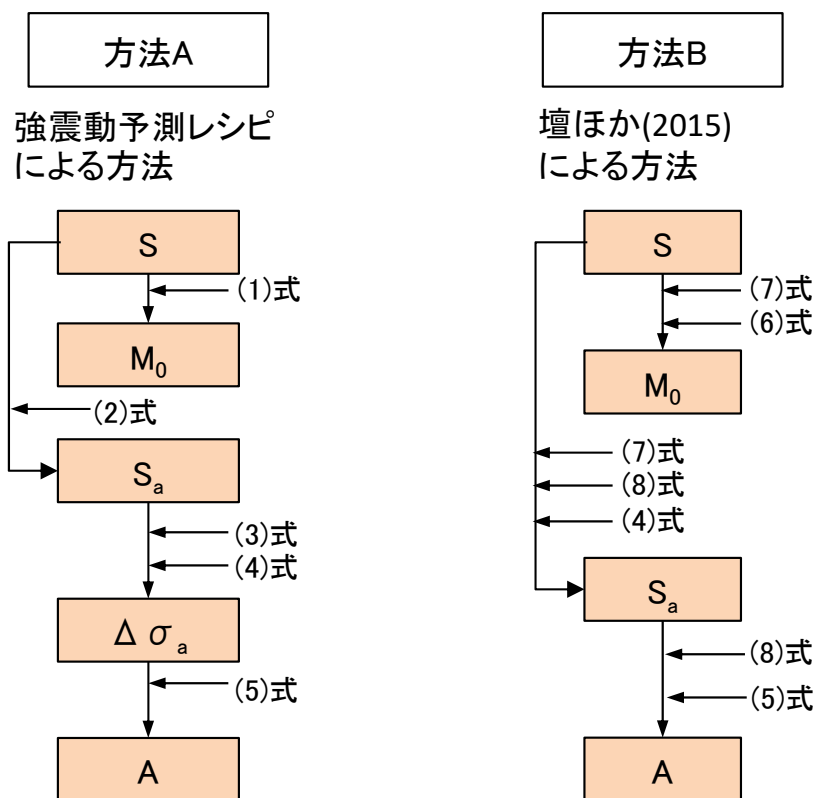 方法A
強震動予測レシピ
による方法
S
(1)式
M₀
(2)式
Sₐ
(3)式
(4)式
Δσₐ
(5)式
A
方法B
壇ほか(2015)
による方法
S
(7)式
(6)式
M₀
(7)式
(8)式
(4)式
Sₐ
(8)式
(5)式
A